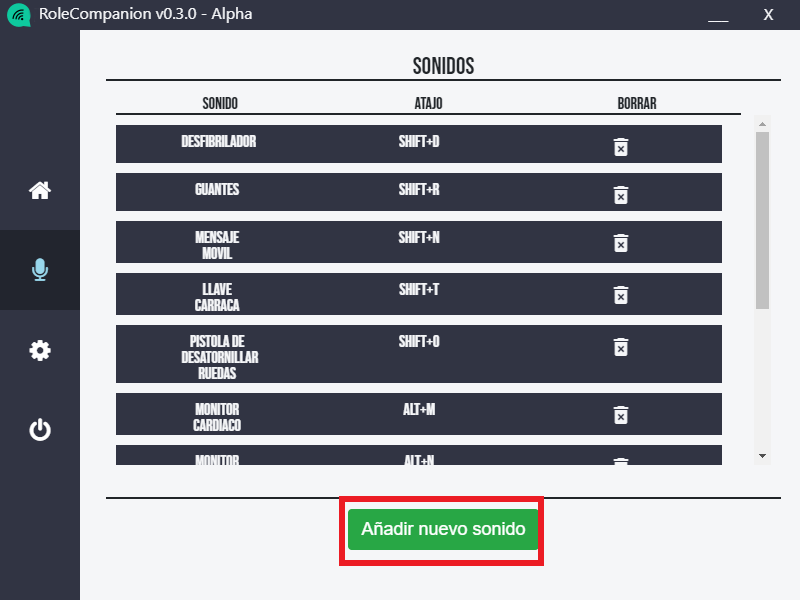 RoleCompanion v0.3.0 - Alpha
X
SONIDOS
SONIDO ATAJO BORRAR
DESFIBRILADOR SHIFT+D
GUANTES SHIFT+R
MENSAJE SHIFT+N
MOVIL
LLAVE SHIFT+T
CARRACA
PISTOLA DE SHIFT+O
DESATORNILLAR
RUEDAS
MONITOR ALT+M
CARDIACO
MONITOR ALT+N
Añadir nuevo sonido